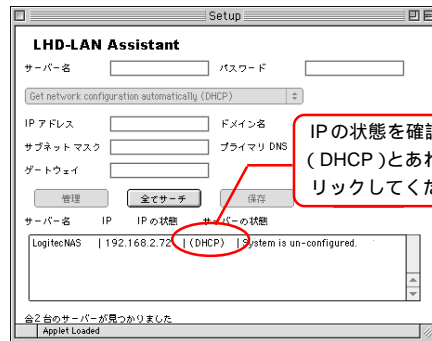 Setup
LHD-LAN Assistant
サーバー名 パスワード
Get network configuration automatically (DHCP)
IP アドレス ドメイン名
サブネットマスク プライマリ DNS
ゲートウェイ
IPの状態を確認
(DHCP)とあれ
リックしてくだ
管理 全てサーチ 保存
サーバー名 IP IP の状態 サーバーの状態
LogitecNAS | 192.168.2.72 |(DHCP) |System is un-configured.
合2 台のサーバーが見つかりました
Applet Loaded